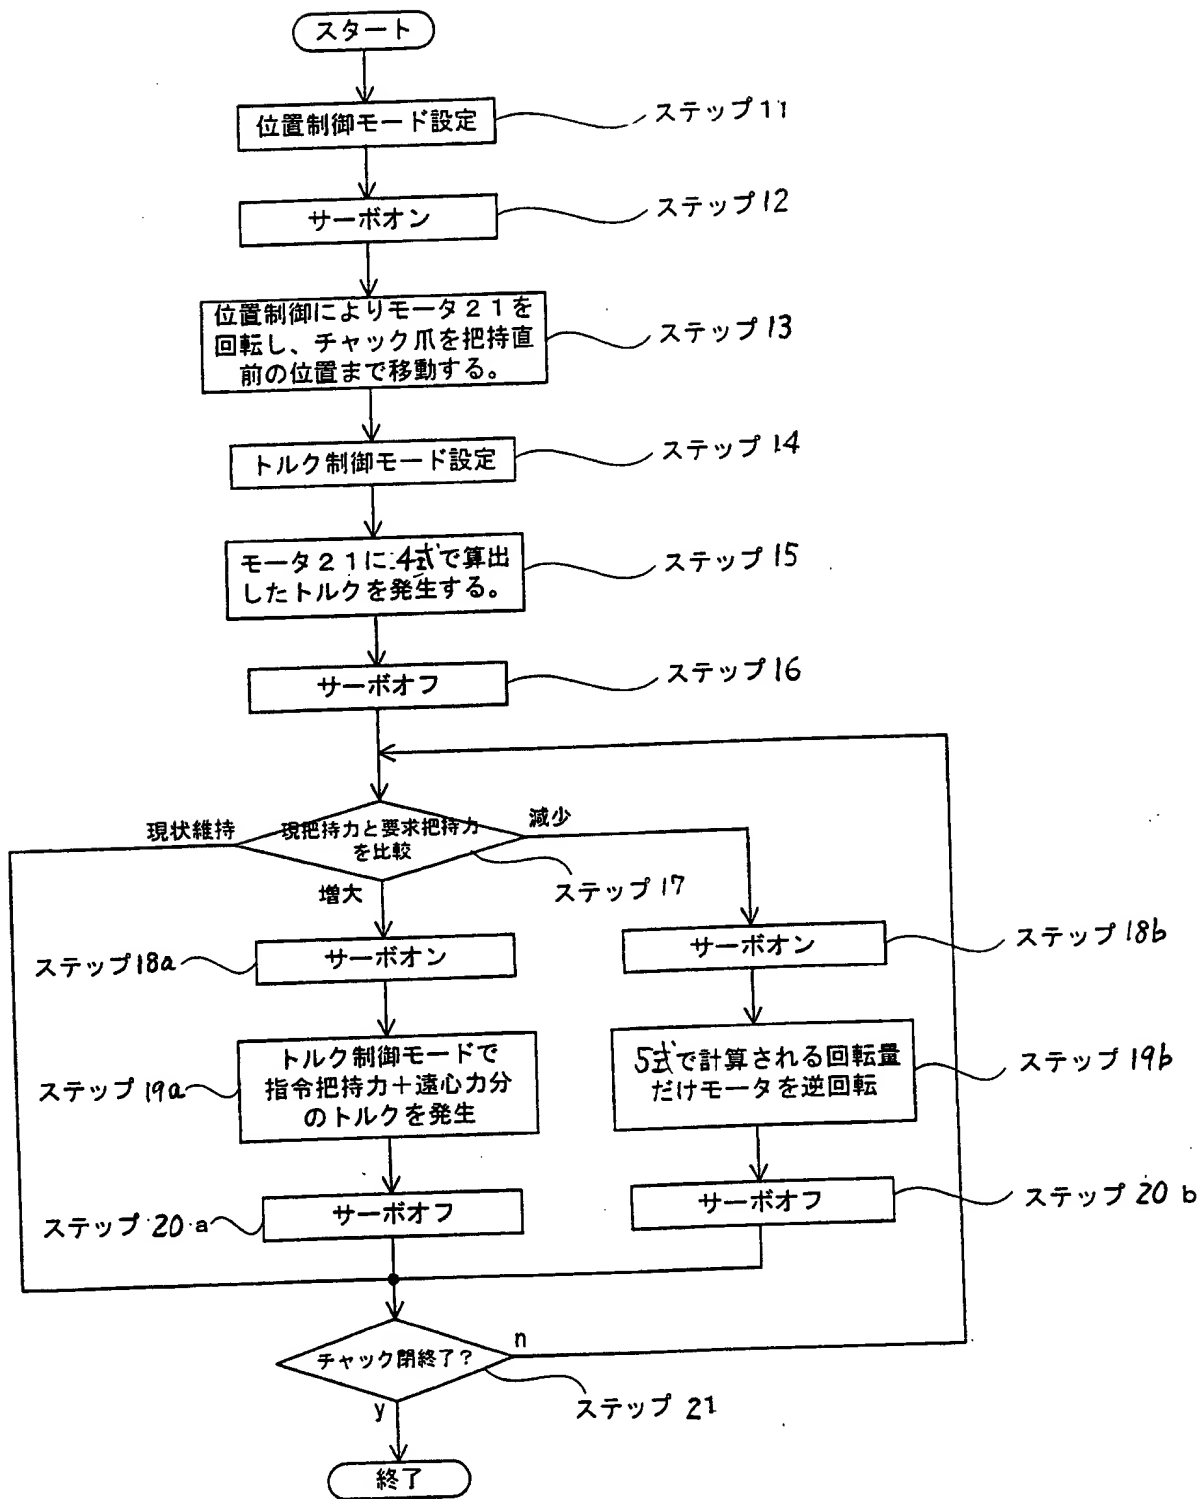 スタート
位置制御モード設定
ステップ11
サーボオン
ステップ12
位置制御によりモータ21を
回転し、チャック爪を把持直
前の位置まで移動する。
ステップ13
トルク制御モード設定
ステップ14
モータ21に4式で算出
したトルクを発生する。
ステップ15
サーボオフ
ステップ16
現状維持
現把持力と要求把持力
を比較
減少
増大
ステップ17
サーボオン
ステップ18a
サーボオン
ステップ18b
トルク制御モードで
指令把持力+遠心力分
のトルクを発生
ステップ19a
5式で計算される回転量
だけモータを逆回転
ステップ19b
サーボオフ
ステップ20a
サーボオフ
ステップ20b
チャック閉終了?
n
y
ステップ21
終了